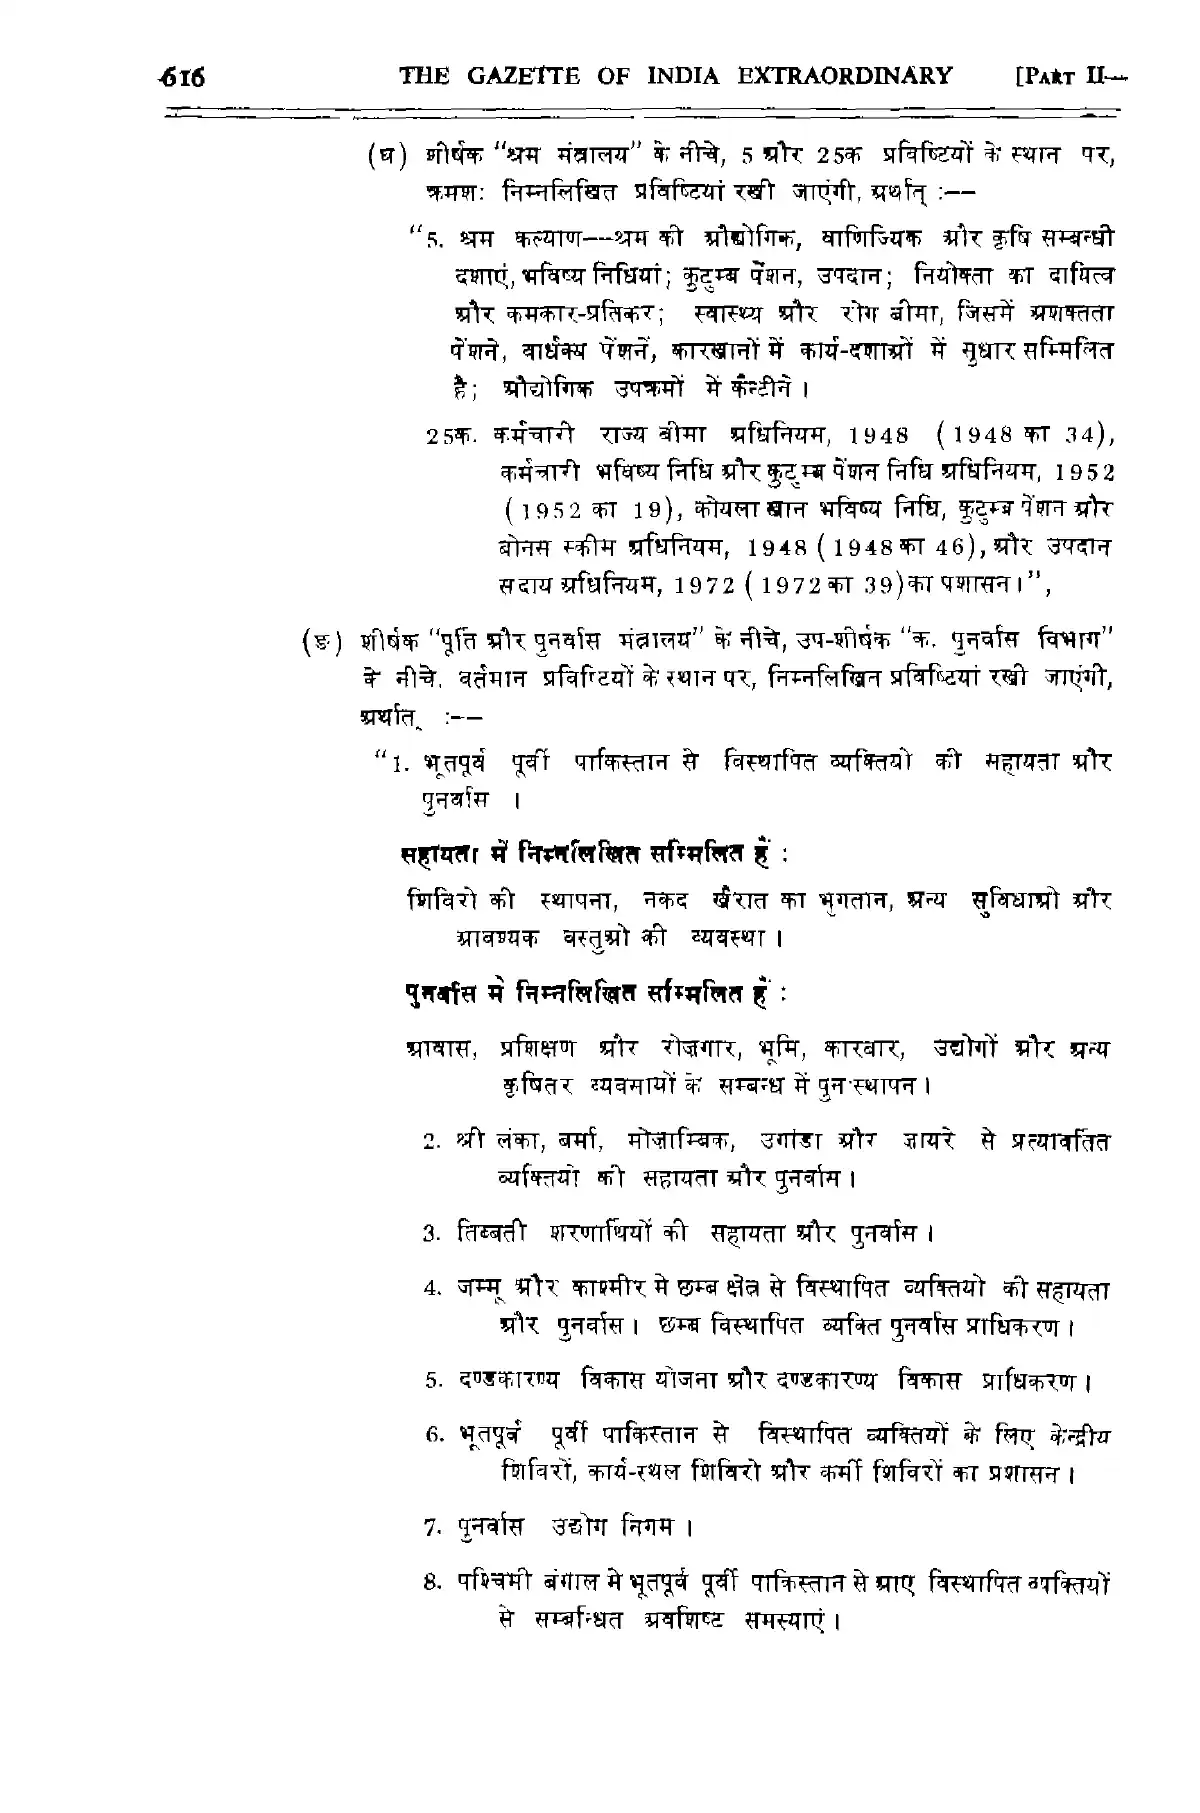 616 THE GAZETTE OF INDIA EXTRAORDINARY [PART II—
(घ) शीर्षक “श्रम मंत्रालय” के नीचे, 5 और 25क प्रविष्टियों के स्थान पर,
क्रमशः निम्नलिखित प्रविष्टियां रखी जाएंगी, अर्थात् :--
“5. श्रम कल्याण--श्रम की औद्योगिक, वाणिज्यिक और कृषि सम्बन्धी
दशाएं, भविष्य निधियां; कुटुम्ब पेंशन, उपदान; नियोक्ता का दायित्व
और कमकार-प्रतिकर; स्वास्थ्य और रोग बीमा, जिसमें अशक्तता
पेंशने, वार्धक्य पेंशनें, कारखानों में कार्य-दशाओं में सुधार सम्मिलित
है; औद्योगिक उपक्रमों में कैन्टीने ।
25क. कर्मचारी राज्य बीमा अधिनियम, 1948 (1948 का 34),
कर्मचारी भविष्य निधि और कुटुम्ब पेंशन निधि अधिनियम, 1952
(1952 का 19), कोयला खान भविष्य निधि, कुटुम्ब पेंशन और
बोनस स्कीम अधिनियम, 1948 (1948 का 46), और उपदान
सदाय अधिनियम, 1972 (1972 का 39) का प्रशासन।”,
(ङ) शीर्षक “पूर्ति और पुनर्वास मंत्रालय” के नीचे, उप-शीर्षक “क. पुनर्वास विभाग”
के नीचे, वर्तमान प्रविष्टियों के स्थान पर, निम्नलिखित प्रविष्टियां रखी जाएंगी,
अर्थात् :--
“1. भूतपूर्व पूर्वी पाकिस्तान से विस्थापित व्यक्तियो की सहायता और
पुनर्वास ।
सहायता में निम्नलिखित सम्मिलित हैं :
शिविरो की स्थापना, नकद खैरात का भुगतान, अन्य सुविधाओ और
आवश्यक वस्तुओ की व्यवस्था ।
पुनर्वास मे निम्नलिखित सम्मिलित हैं :
आवास, प्रशिक्षण और रोज़गार, भूमि, कारबार, उद्योगों और अन्य
कृषितर व्यवसायों के सम्बन्ध में पुनःस्थापन ।
2. श्री लंका, बर्मा, मोज़ाम्बिक, उगांडा और ज़ायरे से प्रत्यावर्तित
व्यक्तियो की सहायता और पुनर्वास ।
3. तिब्बती शरणार्थियों की सहायता और पुनर्वास ।
4. जम्मू और काश्मीर मे छम्ब क्षेत्र से विस्थापित व्यक्तियो की सहायता
और पुनर्वास । छम्ब विस्थापित व्यक्ति पुनर्वास प्राधिकरण ।
5. दण्डकारण्य विकास योजना और दण्डकारण्य विकास प्राधिकरण ।
6. भूतपूर्व पूर्वी पाकिस्तान से विस्थापित व्यक्तियों के लिए केन्द्रीय
शिविरों, कार्य-स्थल शिविरो और कर्मी शिविरों का प्रशासन ।
7. पुनर्वास उद्योग निगम ।
8. पश्चिमी बंगाल मे भूतपूर्व पूर्वी पाकिस्तान से आए विस्थापित व्यक्तियों
से सम्बन्धित अवशिष्ट समस्याएं ।